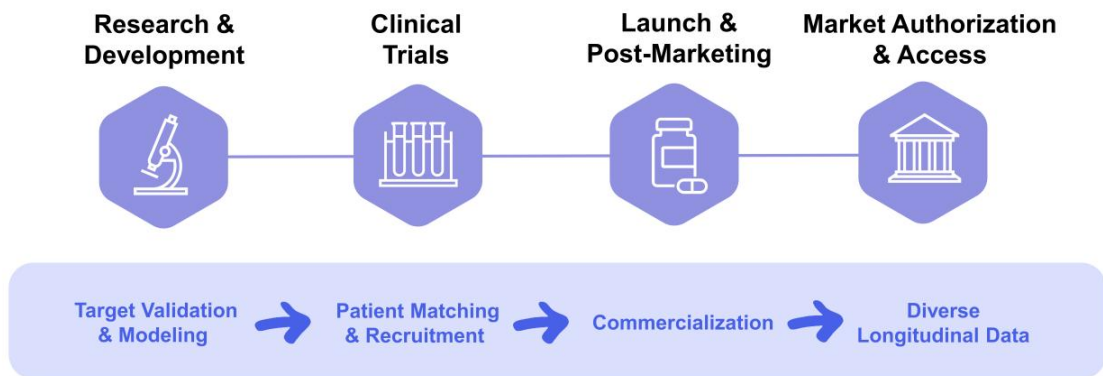 Research &
Development
Clinical
Trials
Launch &
Post-Marketing
Market Authorization
& Access
Target Validation
& Modeling
Patient Matching
& Recruitment
Commercialization
Diverse
Longitudinal Data